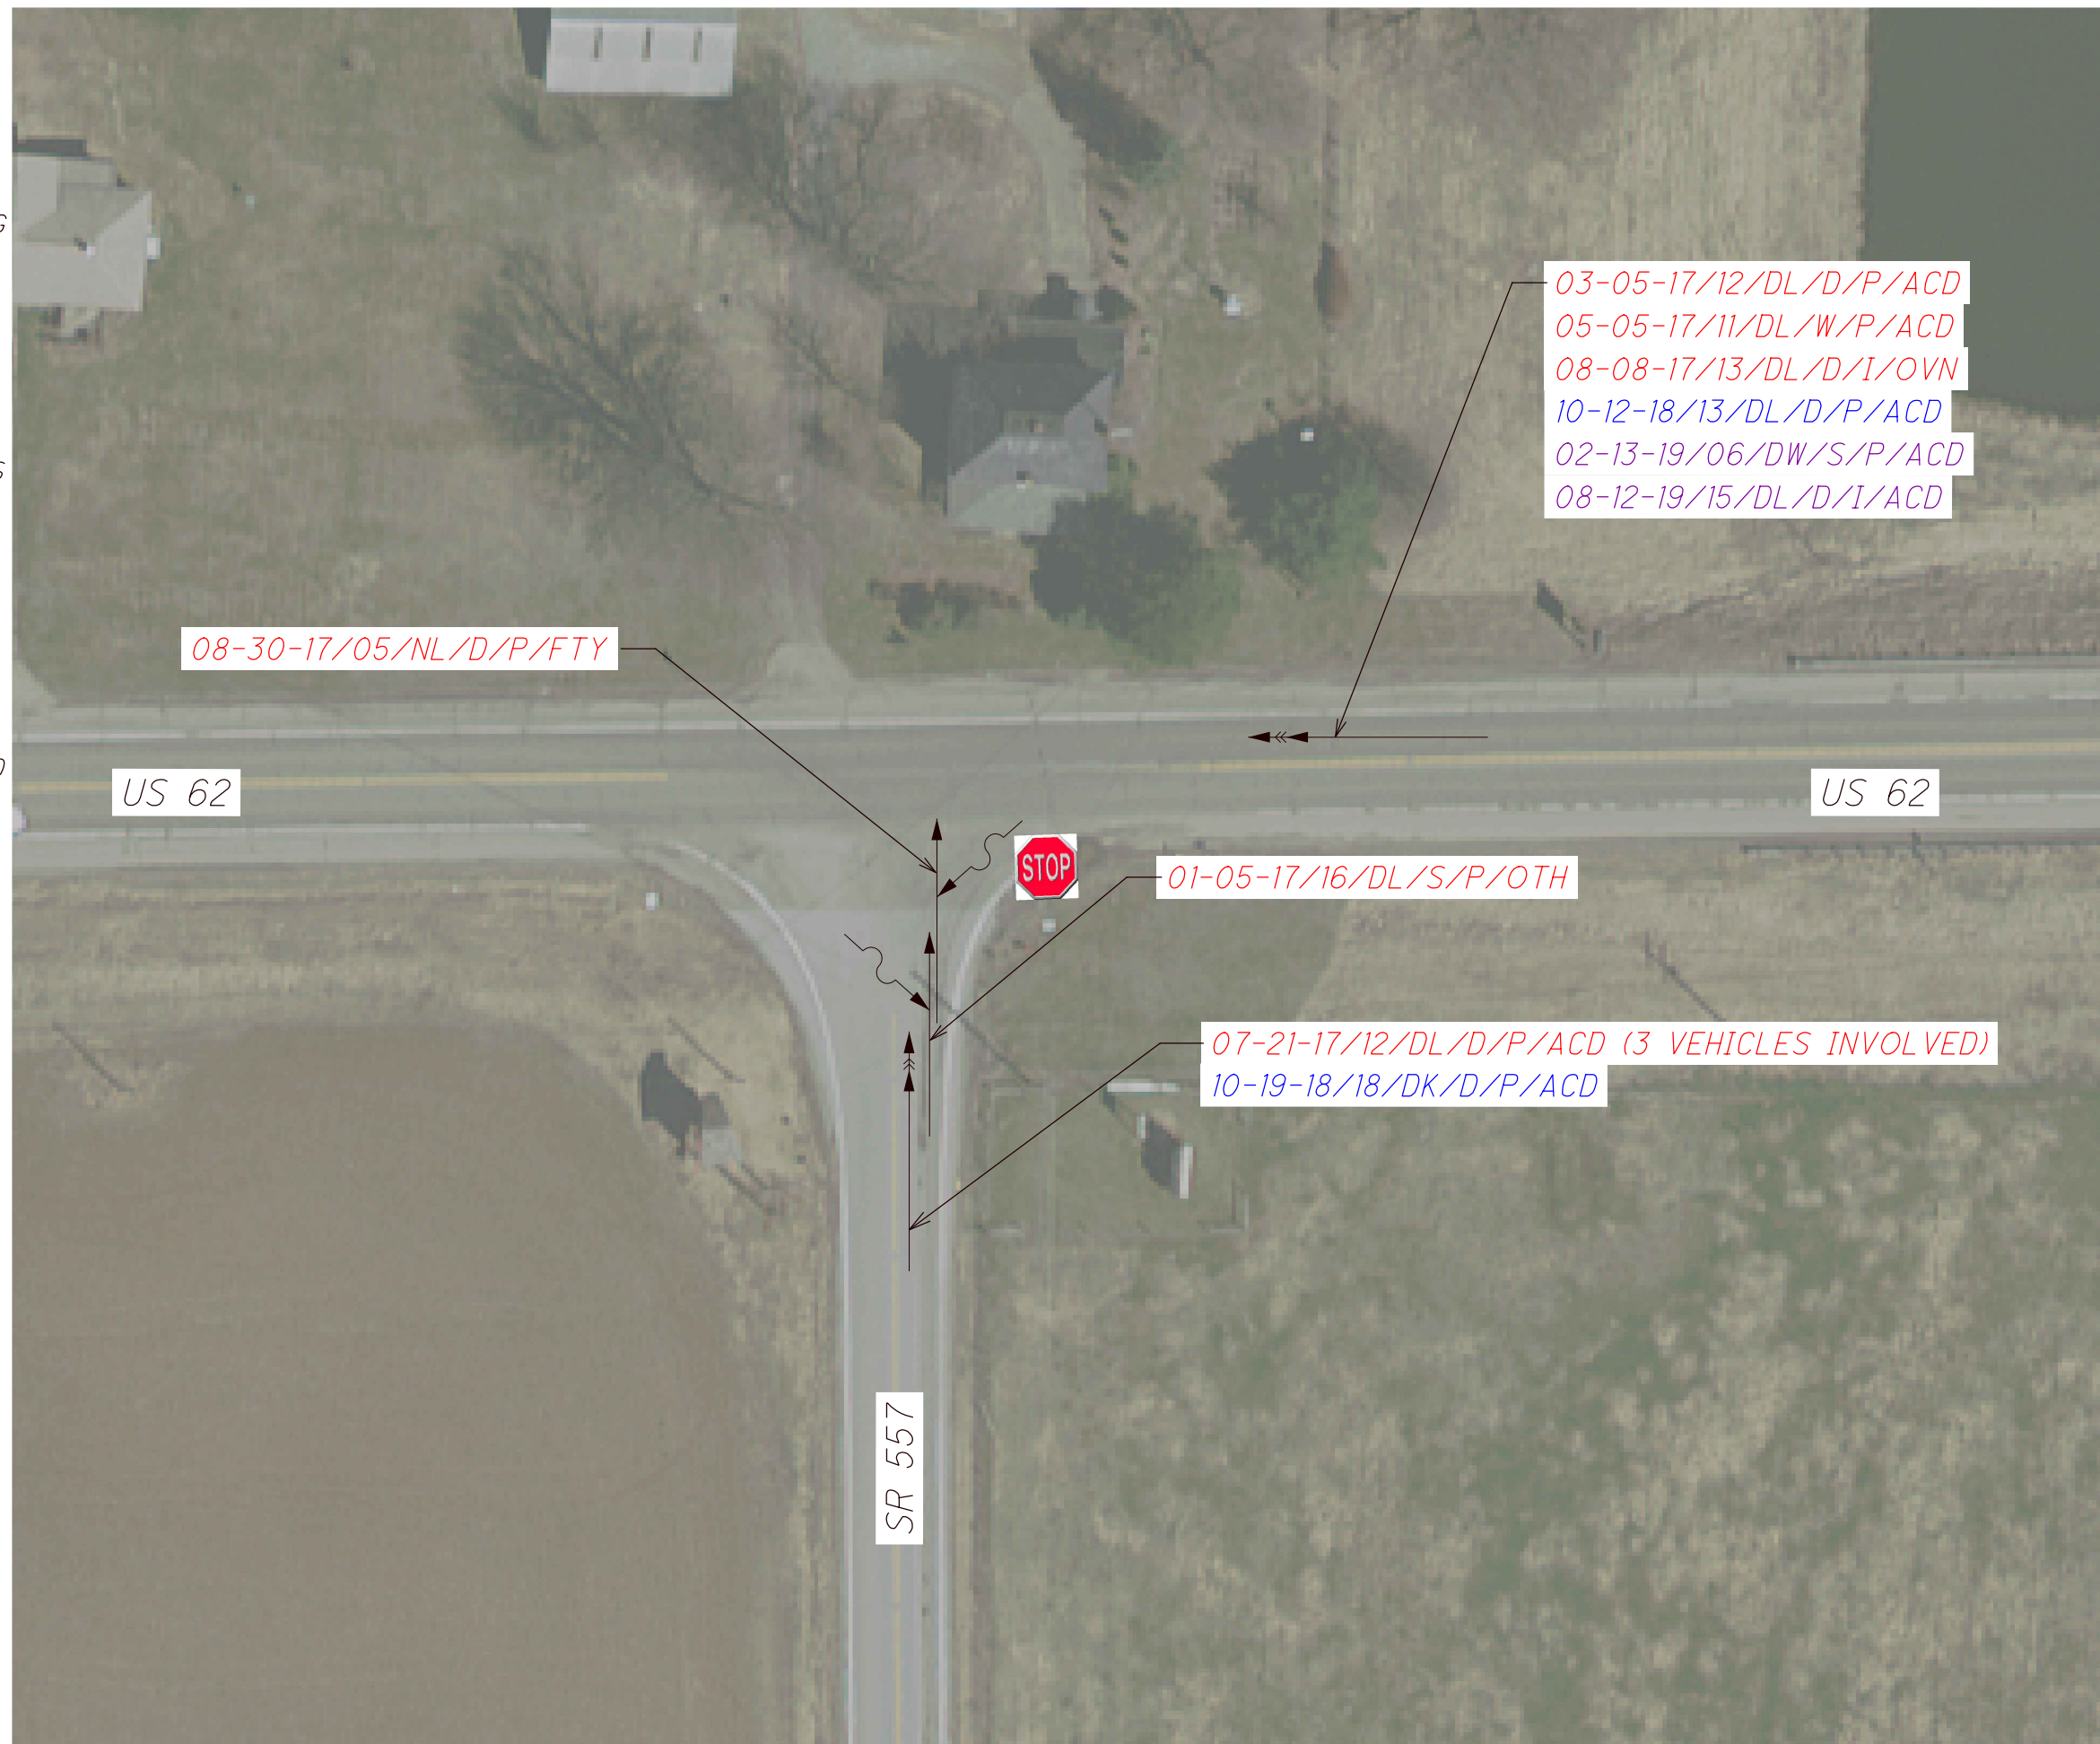 03-05-17/12/DL/D/P/ACD
05-05-17/11/DL/W/P/ACD
08-08-17/13/DL/D/I/OVN
10-12-18/13/DL/D/P/ACD
02-13-19/06/DW/S/P/ACD
08-12-19/15/DL/D/I/ACD
08-30-17/05/NL/D/P/FTY
US 62
US 62
STOP
01-05-17/16/DL/S/P/OTH
07-21-17/12/DL/D/P/ACD (3 VEHICLES INVOLVED)
10-19-18/18/DK/D/P/ACD
SR 557